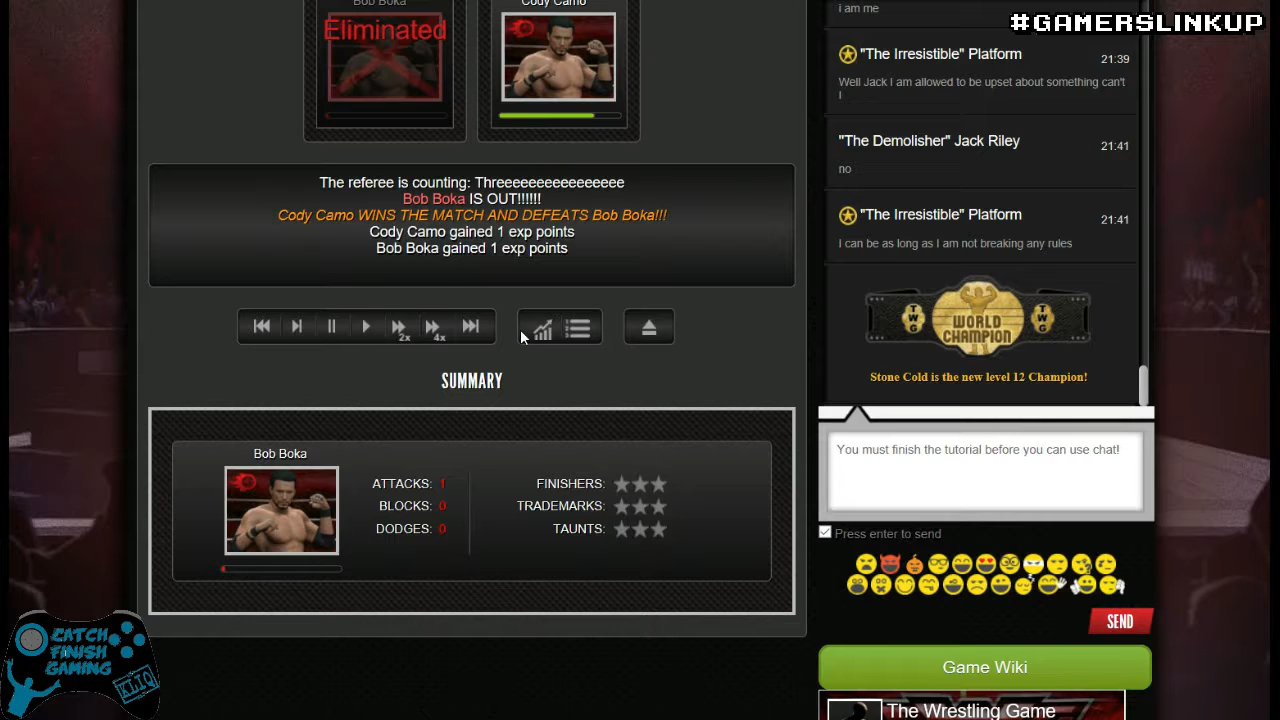 Bob Boka
Eliminated
Cody Camo
The referee is counting: Threeeeeeeeeeeeeeee
Bob Boka IS OUT!!!!!!
Cody Camo WINS THE MATCH AND DEFEATS Bob Boka!!!
Cody Camo gained 1 exp points
Bob Boka gained 1 exp points
2x
4x
SUMMARY
Bob Boka
ATTACKS: 1
BLOCKS: 0
DODGES: 0
FINISHERS:
TRADEMARKS:
TAUNTS:
#GAMERSLINKUP
i am me
"The Irresistible" Platform
21:39
Well Jack I am allowed to be upset about something can't
I
"The Demolisher" Jack Riley
21:41
no
"The Irresistible" Platform
21:41
I can be as long as I am not breaking any rules
TWG
WORLD
CHAMPION
TWG
Stone Cold is the new level 12 Champion!
You must finish the tutorial before you can use chat!
Press enter to send
SEND
Game Wiki
The Wrestling Game
CATCH
FINISH
GAMING
KLIQ